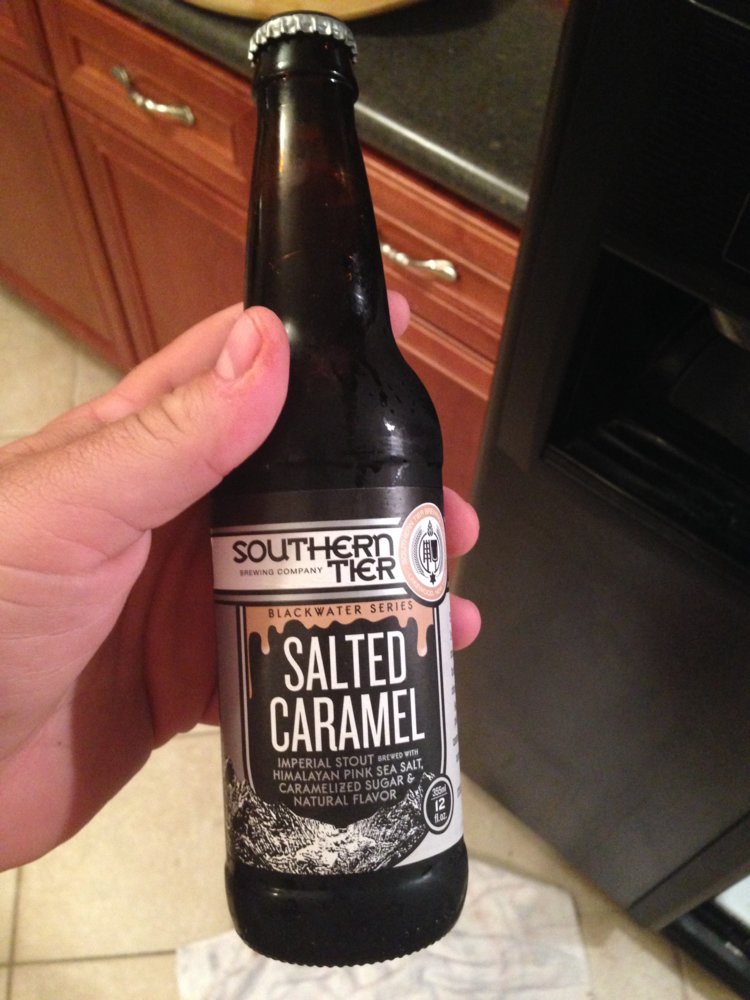 SOUTHERN
BREWING COMPANY TIER
BLACKWATER SERIES
SALTED
CARAMEL
IMPERIAL STOUT BREWED WITH
HIMALAYAN PINK SEA SALT,
CARAMELIZED SUGAR &
NATURAL FLAVOR
355ml
12
fl.oz.